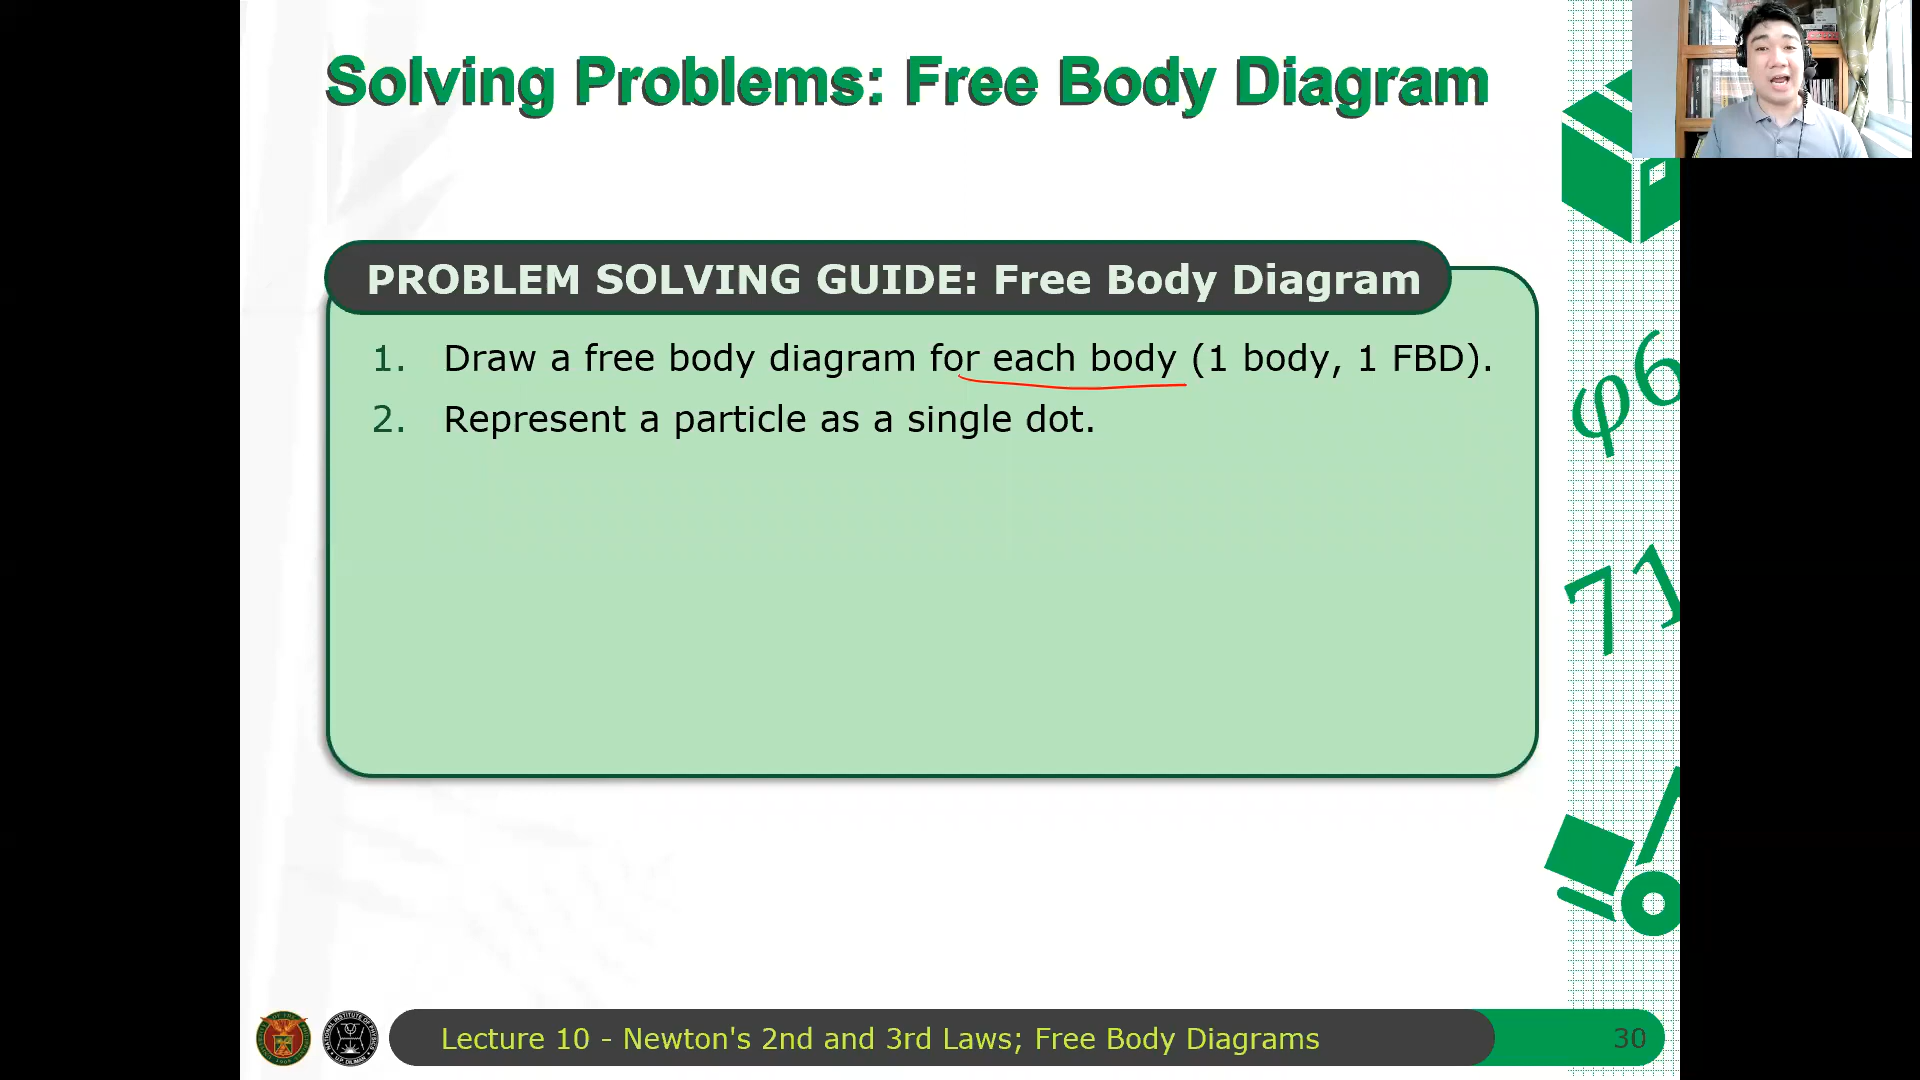 Solving Problems: Free Body Diagram
PROBLEM SOLVING GUIDE: Free Body Diagram
1. Draw a free body diagram for each body (1 body, 1 FBD).
2. Represent a particle as a single dot.
φ6
71
Lecture 10 - Newton's 2nd and 3rd Laws; Free Body Diagrams
30